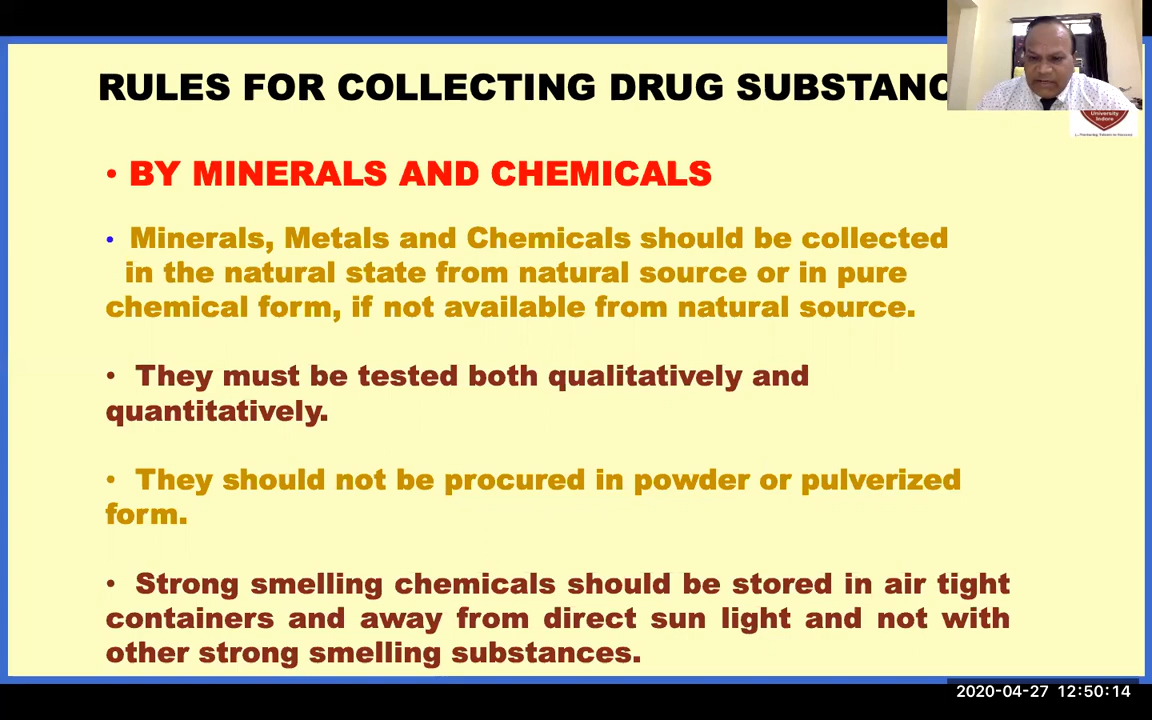 RULES FOR COLLECTING DRUG
• BY MINERALS AND CHEMICALS
• Minerals, Metals and Chemicals should be collected
in the natural state from natural source or in pure
chemical form, if not available from natural source.
• They must be tested both qualitatively and
quantitatively.
• They should not be procured in powder or pulverized
form.
• Strong smelling chemicals should be stored in air tight
containers and away from direct sun light and not with
other strong smelling substances.
University
Indore
2020-04-27 12:50:14